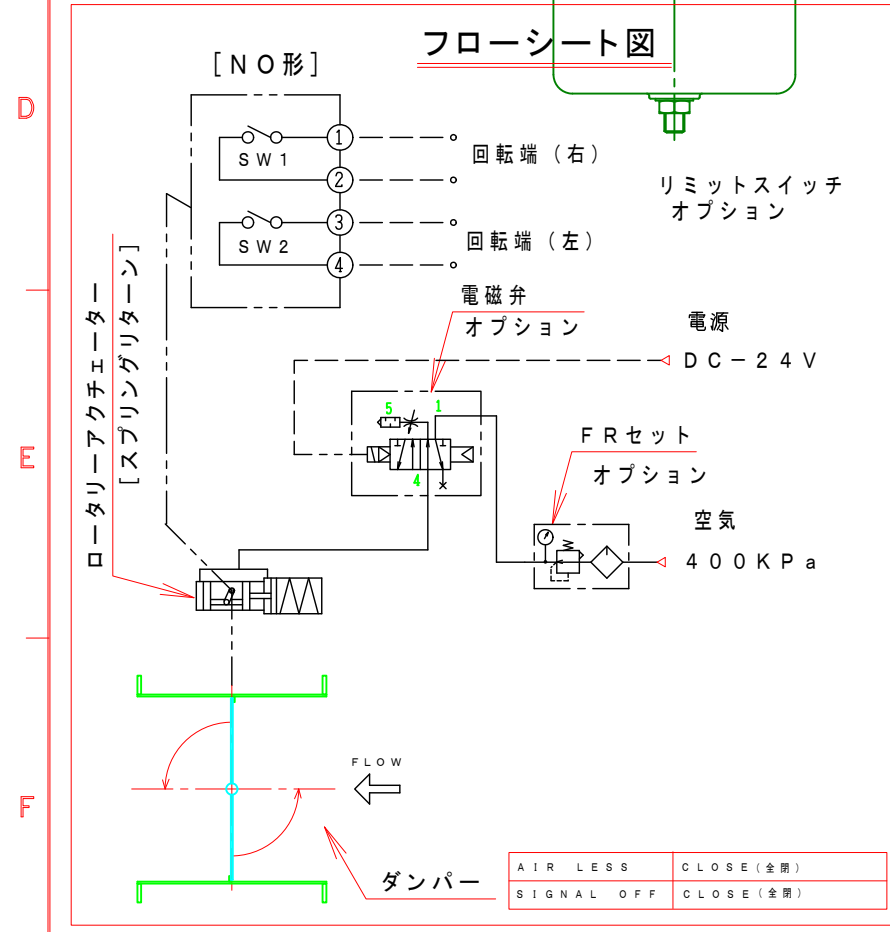 フローシート図
[NO形]
D
SW1
1
2
回転端(右)
リミットスイッチ
オプション
SW2
3
4
回転端(左)
ロータリーアクチェーター
[スプリングリターン]
電磁弁
オプション
電源
DC-24V
5
1
4
E
FRセット
オプション
空気
400KPa
FLOW
F
ダンパー
AIR LESS CLOSE(全閉)
SIGNAL OFF CLOSE(全閉)